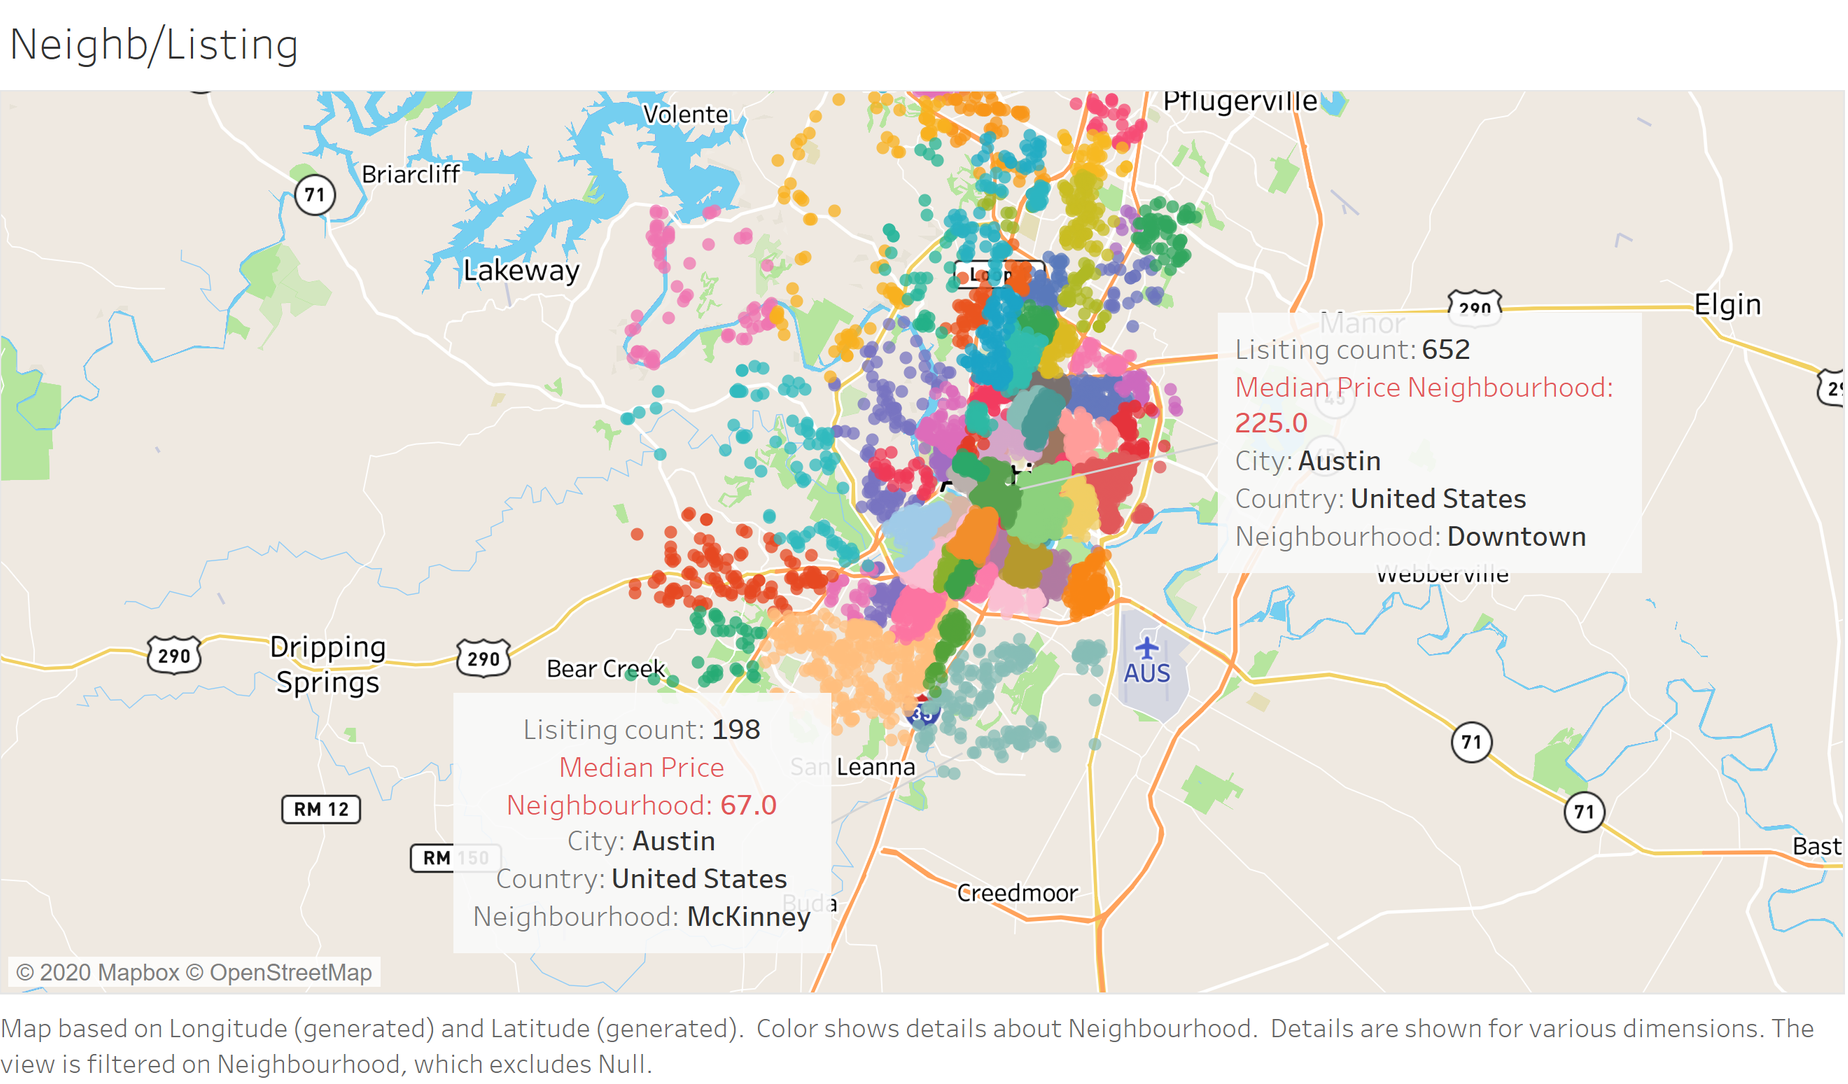 Neighb/Listing
Volente
Pflugerville
Briarcliff
71
Lakeway
Loop
290
Elgin
Manor
Lisiting count: 652
Median Price Neighbourhood:
225.0
City: Austin
Country: United States
Neighbourhood: Downtown
Webberville
290
Dripping
Springs
290
Bear Creek
AUS
35
71
Lisiting count: 198
Median Price
Neighbourhood: 67.0
City: Austin
Country: United States
Neighbourhood: McKinney
San Leanna
RM 12
RM 150
71
Bast
Buda
Creedmoor
© 2020 Mapbox © OpenStreetMap
Map based on Longitude (generated) and Latitude (generated).  Color shows details about Neighbourhood.  Details are shown for various dimensions. The
view is filtered on Neighbourhood, which excludes Null.